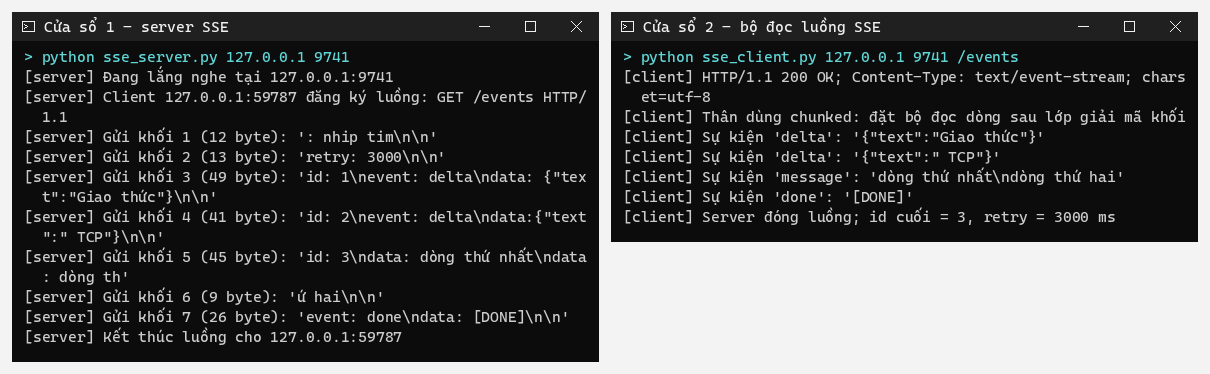 Cửa sổ 1 — server SSE
> python sse_server.py 127.0.0.1 9741
[server] Đang lắng nghe tại 127.0.0.1:9741
[server] Client 127.0.0.1:59787 đăng ký luồng: GET /events HTTP/
1.1
[server] Gửi khối 1 (12 byte): ': nhip tim\n\n'
[server] Gửi khối 2 (13 byte): 'retry: 3000\n\n'
[server] Gửi khối 3 (49 byte): 'id: 1\nevent: delta\ndata: {"tex
t":"Giao thức"}\n\n'
[server] Gửi khối 4 (41 byte): 'id: 2\nevent: delta\ndata:{"text
":" TCP"}\n\n'
[server] Gửi khối 5 (45 byte): 'id: 3\ndata: dòng thứ nhất\ndata
: dòng th'
[server] Gửi khối 6 (9 byte): 'ứ hai\n\n'
[server] Gửi khối 7 (26 byte): 'event: done\ndata: [DONE]\n\n'
[server] Kết thúc luồng cho 127.0.0.1:59787
Cửa sổ 2 — bộ đọc luồng SSE
> python sse_client.py 127.0.0.1 9741 /events
[client] HTTP/1.1 200 OK; Content-Type: text/event-stream; chars
et=utf-8
[client] Thân dùng chunked: đặt bộ đọc dòng sau lớp giải mã khối
[client] Sự kiện 'delta': '{"text":"Giao thức"}'
[client] Sự kiện 'delta': '{"text":" TCP"}'
[client] Sự kiện 'message': 'dòng thứ nhất\ndòng thứ hai'
[client] Sự kiện 'done': '[DONE]'
[client] Server đóng luồng; id cuối = 3, retry = 3000 ms